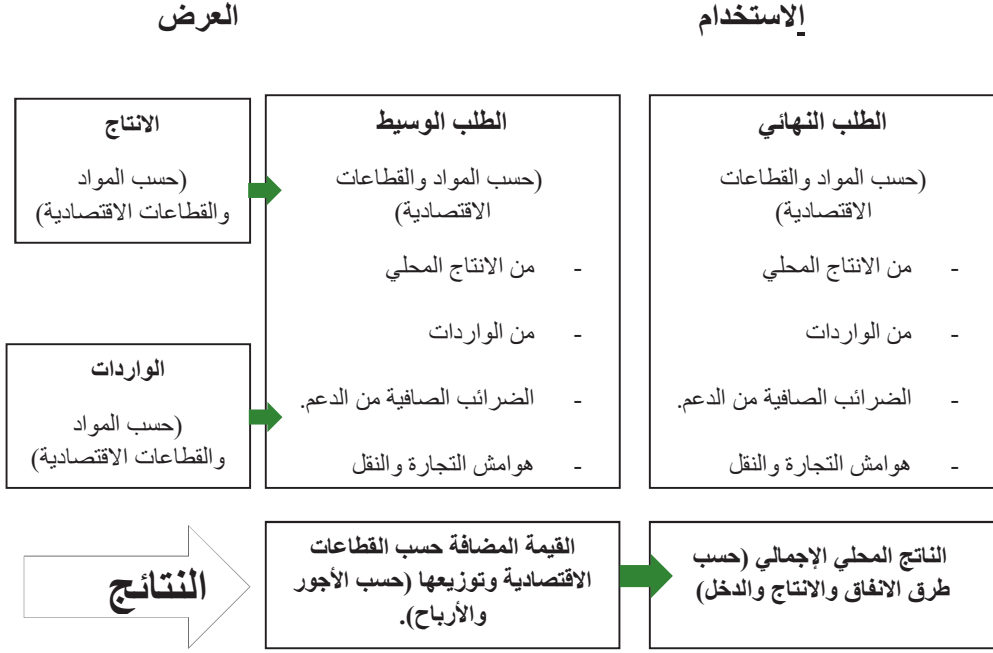 العرض
الاستخدام
الانتاج
(حسب المواد
والقطاعات الاقتصادية)
الواردات
(حسب المواد
والقطاعات الاقتصادية)
الطلب الوسيط
(حسب المواد والقطاعات
الاقتصادية)
- من الانتاج المحلي
- من الواردات
- الضرائب الصافية من الدعم.
- هوامش التجارة والنقل
الطلب النهائي
(حسب المواد والقطاعات
الاقتصادية)
- من الانتاج المحلي
- من الواردات
- الضرائب الصافية من الدعم.
- هوامش التجارة والنقل
النتائج
القيمة المضافة حسب القطاعات
الاقتصادية وتوزيعها (حسب الأجور
والأرباح).
الناتج المحلي الإجمالي (حسب
طرق الانفاق والانتاج والدخل)